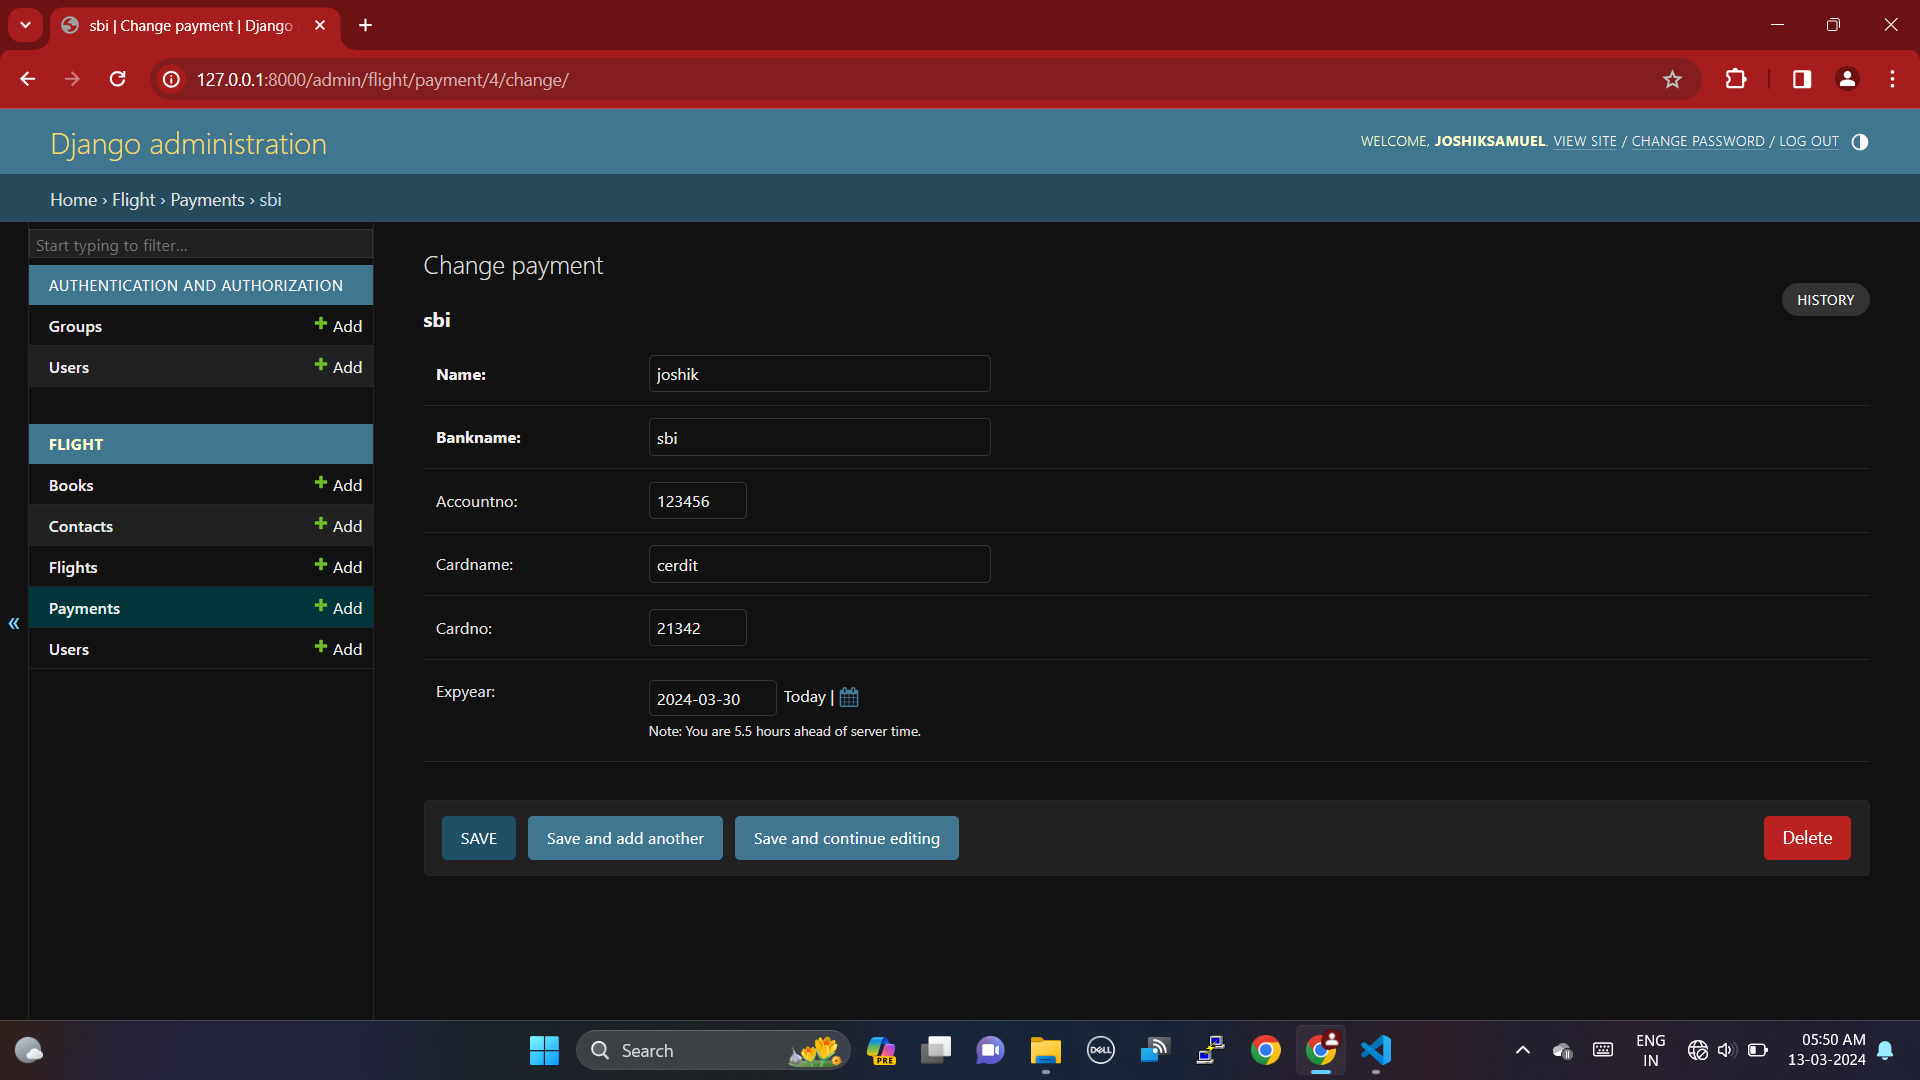 sbi | Change payment | Django
127.0.0.1:8000/admin/flight/payment/4/change/
Django administration
WELCOME, JOSHIKSAMUEL. VIEW SITE / CHANGE PASSWORD / LOG OUT
Home › Flight › Payments › sbi
Start typing to filter...
AUTHENTICATION AND AUTHORIZATION
Groups Add
Users Add
FLIGHT
Books Add
Contacts Add
Flights Add
Payments Add
Users Add
«
Change payment
HISTORY
sbi
Name: joshik
Bankname: sbi
Accountno: 123456
Cardname: cerdit
Cardno: 21342
Expyear: 2024-03-30 Today |
Note: You are 5.5 hours ahead of server time.
SAVE Save and add another Save and continue editing Delete
Search
PRE
DELL
ENG
IN
05:50 AM
13-03-2024